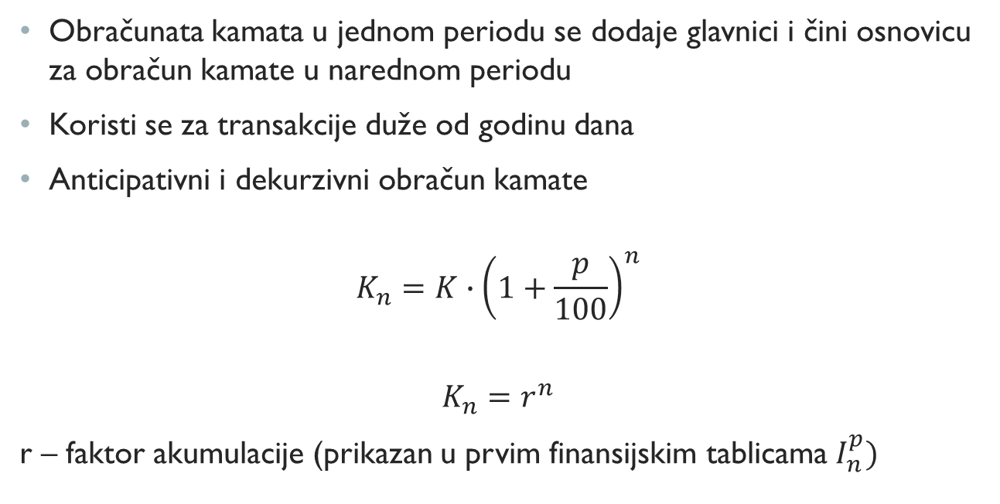 • Obračunata kamata u jednom periodu se dodaje glavnici i čini osnovicu
za obračun kamate u narednom periodu
• Koristi se za transakcije duže od godinu dana
• Anticipativni i dekurzivni obračun kamate
$K_n = K \cdot \left(1 + \frac{p}{100}\right)^n$
$K_n = r^n$
r – faktor akumulacije (prikazan u prvim finansijskim tablicama $I_n^p$)